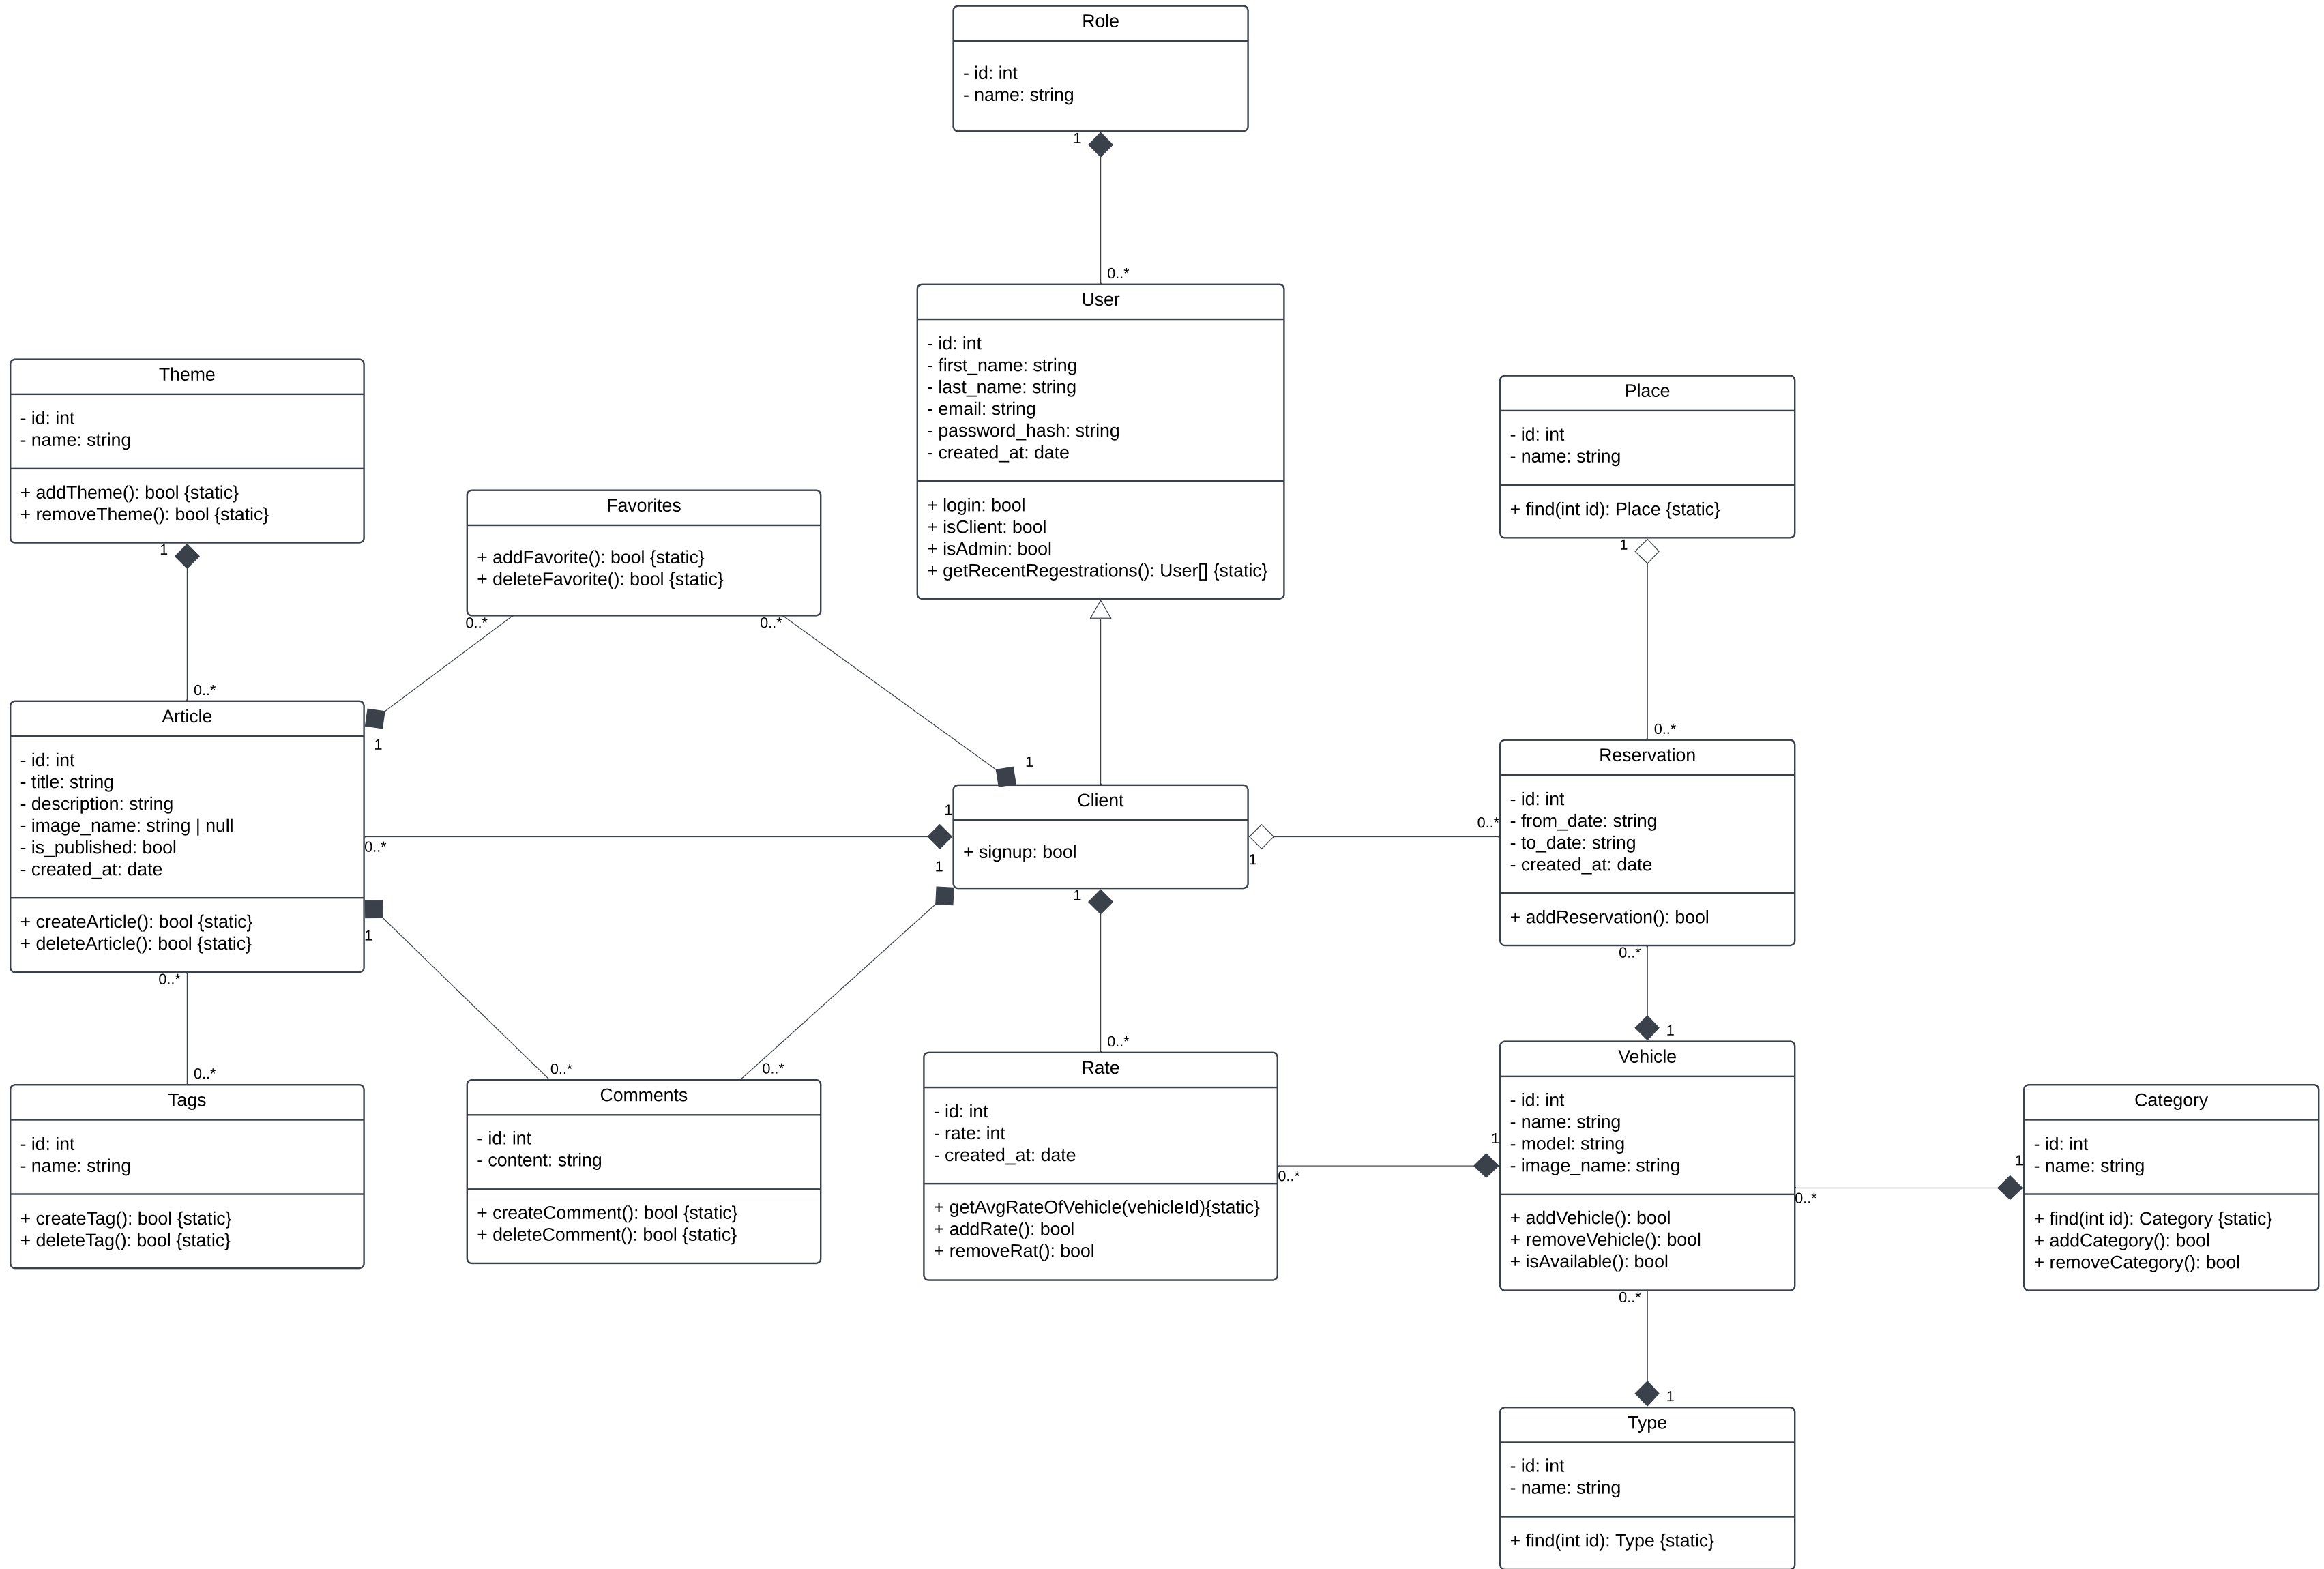 Role
- id: int
- name: string
1
0..*
User
- id: int
- first_name: string
- last_name: string
- email: string
- password_hash: string
- created_at: date
+ login: bool
+ isClient: bool
+ isAdmin: bool
+ getRecentRegestrations(): User[] {static}
Theme
- id: int
- name: string
+ addTheme(): bool {static}
+ removeTheme(): bool {static}
1
0..*
Favorites
+ addFavorite(): bool {static}
+ deleteFavorite(): bool {static}
0..*
0..*
1
1
Place
- id: int
- name: string
+ find(int id): Place {static}
1
0..*
Article
- id: int
- title: string
- description: string
- image_name: string | null
- is_published: bool
- created_at: date
+ createArticle(): bool {static}
+ deleteArticle(): bool {static}
0..*
1
1
0..*
0..*
Client
+ signup: bool
1
1
1
0..*
0..*
Reservation
- id: int
- from_date: string
- to_date: string
- created_at: date
+ addReservation(): bool
0..*
1
Tags
- id: int
- name: string
+ createTag(): bool {static}
+ deleteTag(): bool {static}
0..*
0..*
Comments
- id: int
- content: string
+ createComment(): bool {static}
+ deleteComment(): bool {static}
Rate
- id: int
- rate: int
- created_at: date
+ getAvgRateOfVehicle(vehicleId){static}
+ addRate(): bool
+ removeRat(): bool
0..*
1
Vehicle
- id: int
- name: string
- model: string
- image_name: string
+ addVehicle(): bool
+ removeVehicle(): bool
+ isAvailable(): bool
0..*
1
Category
- id: int
- name: string
+ find(int id): Category {static}
+ addCategory(): bool
+ removeCategory(): bool
0..*
1
Type
- id: int
- name: string
+ find(int id): Type {static}